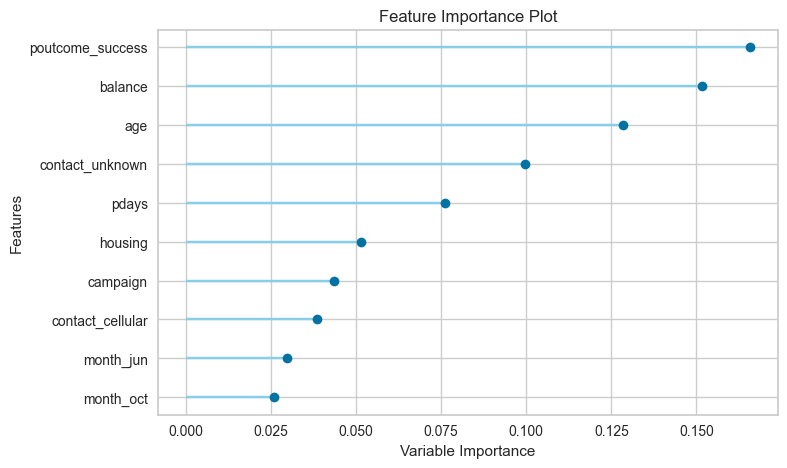 Feature Importance Plot
Features
poutcome_success
balance
age
contact_unknown
pdays
housing
campaign
contact_cellular
month_jun
month_oct
0.000 0.025 0.050 0.075 0.100 0.125 0.150
Variable Importance